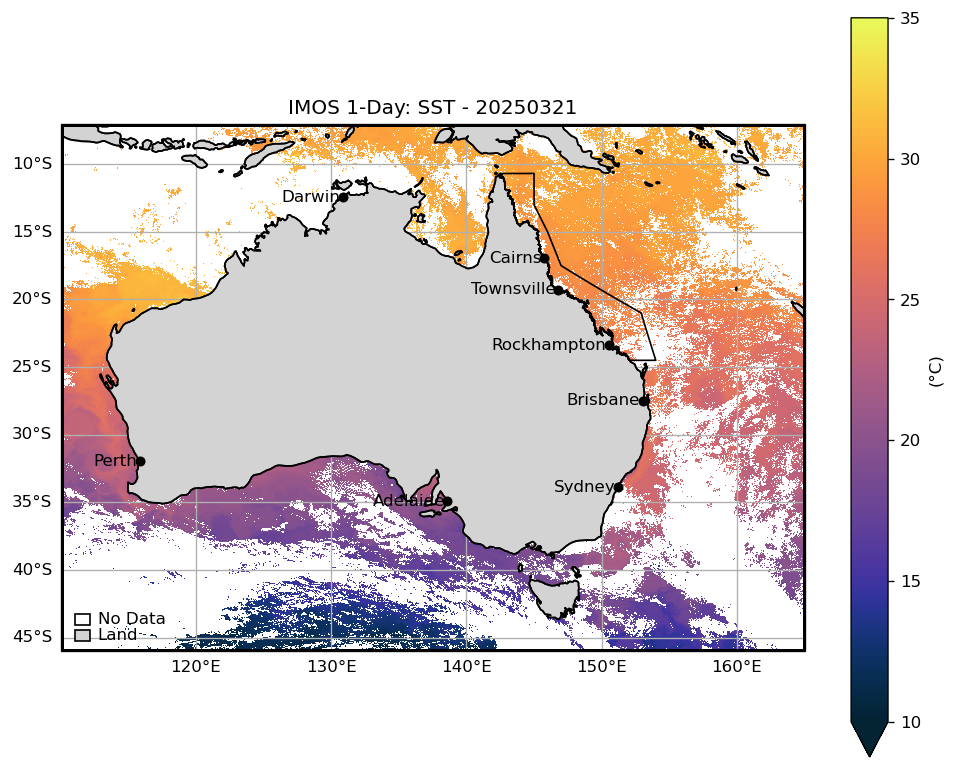 IMOS 1-Day: SST - 20250321
35
30
25
20
15
10
(°C)
10°S
15°S
20°S
25°S
30°S
35°S
40°S
45°S
Darwin
Cairns
Townsville
Rockhampton
Brisbane
Perth
Sydney
Adelaide
No Data
Land
120°E
130°E
140°E
150°E
160°E